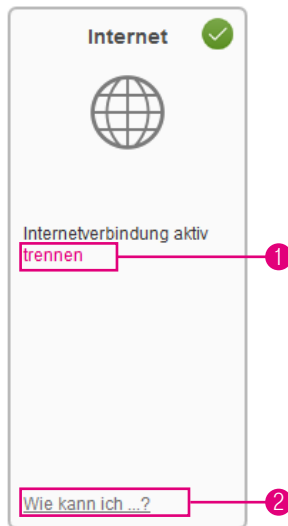 Internet
Internetverbindung aktiv
trennen
1
Wie kann ich ...?
2